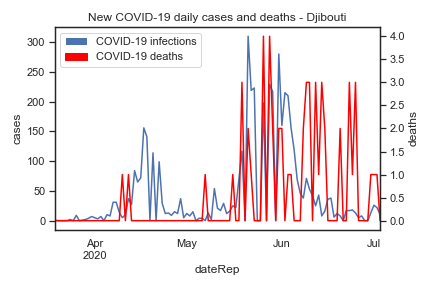 New COVID-19 daily cases and deaths - Djibouti
COVID-19 infections
COVID-19 deaths
cases
300
250
200
150
100
50
0
deaths
4.0
3.5
3.0
2.5
2.0
1.5
1.0
0.5
0.0
Apr
2020
May
Jun
Jul
dateRep